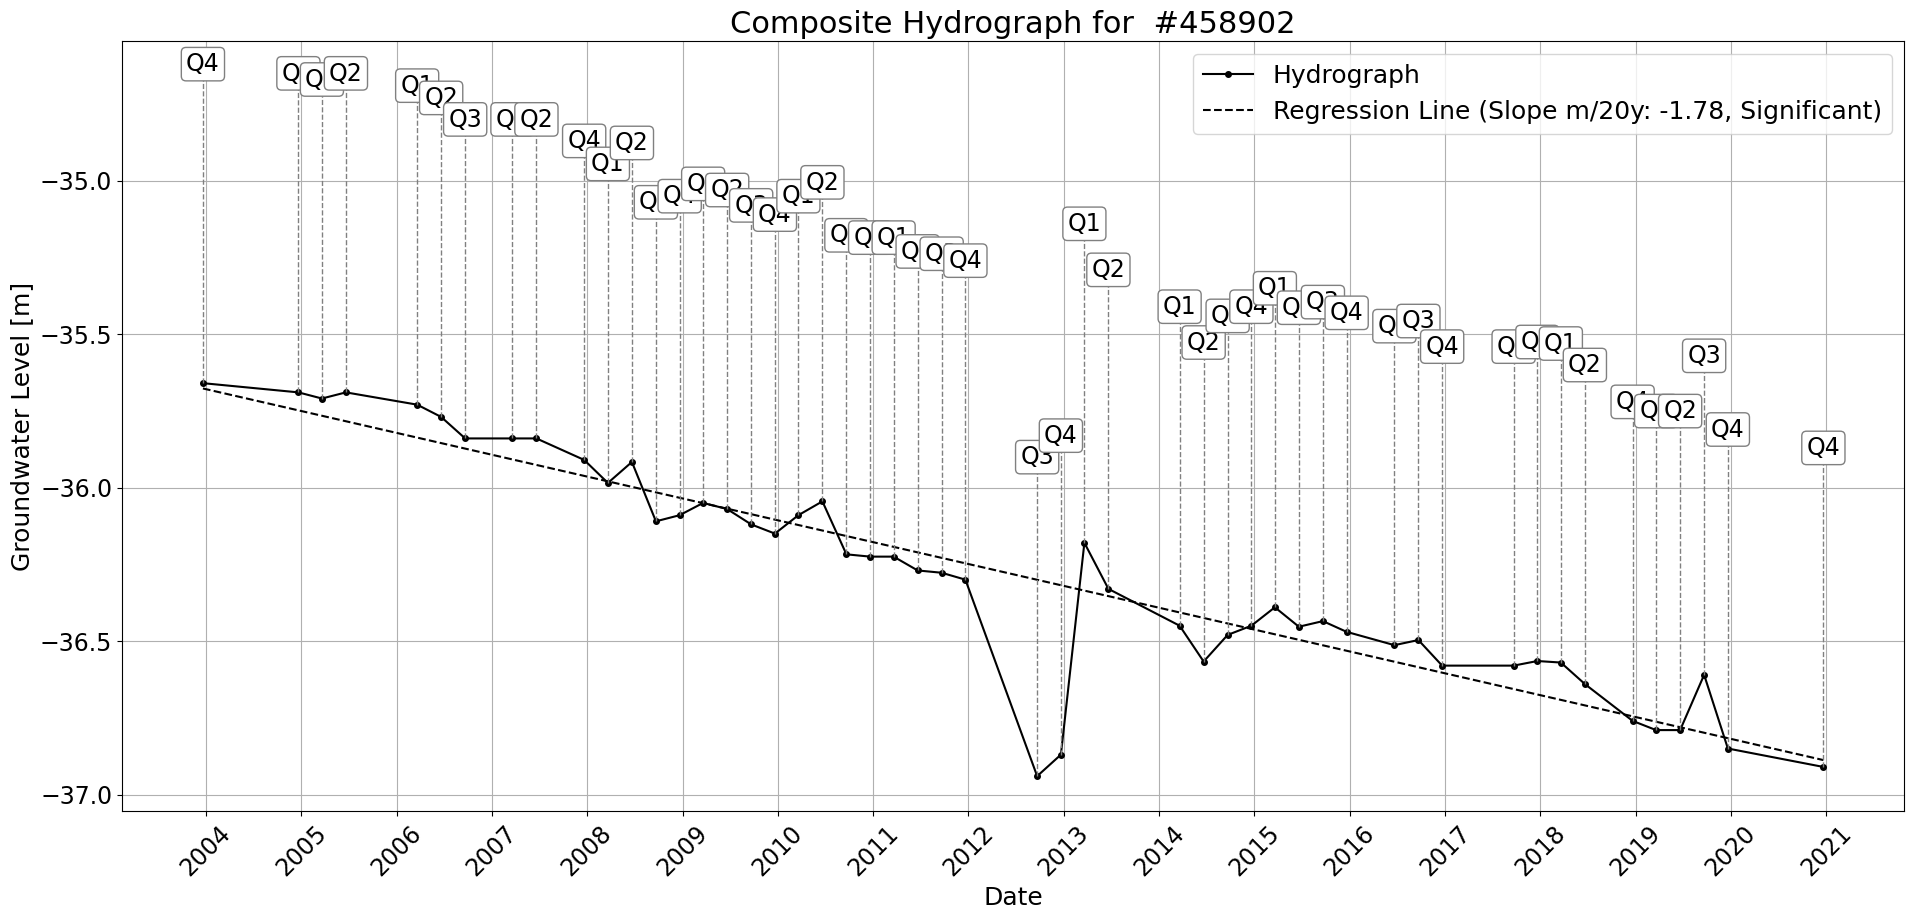 Composite Hydrograph for #458902
Hydrograph
Regression Line (Slope m/20y: -1.78, Significant)
Groundwater Level [m]
−35.0
−35.5
−36.0
−36.5
−37.0
Q4
Q2
Q1
Q2
Q3
Q2
Q4
Q1
Q2
Q4
Q2
Q4
Q3
Q4
Q1
Q2
Q1
Q2
Q4
Q1
Q4
Q3
Q4
Q1
Q2
Q4
Q2
Q3
Q4
Q4
2004
2005
2006
2007
2008
2009
2010
2011
2012
2013
2014
2015
2016
2017
2018
2019
2020
2021
Date